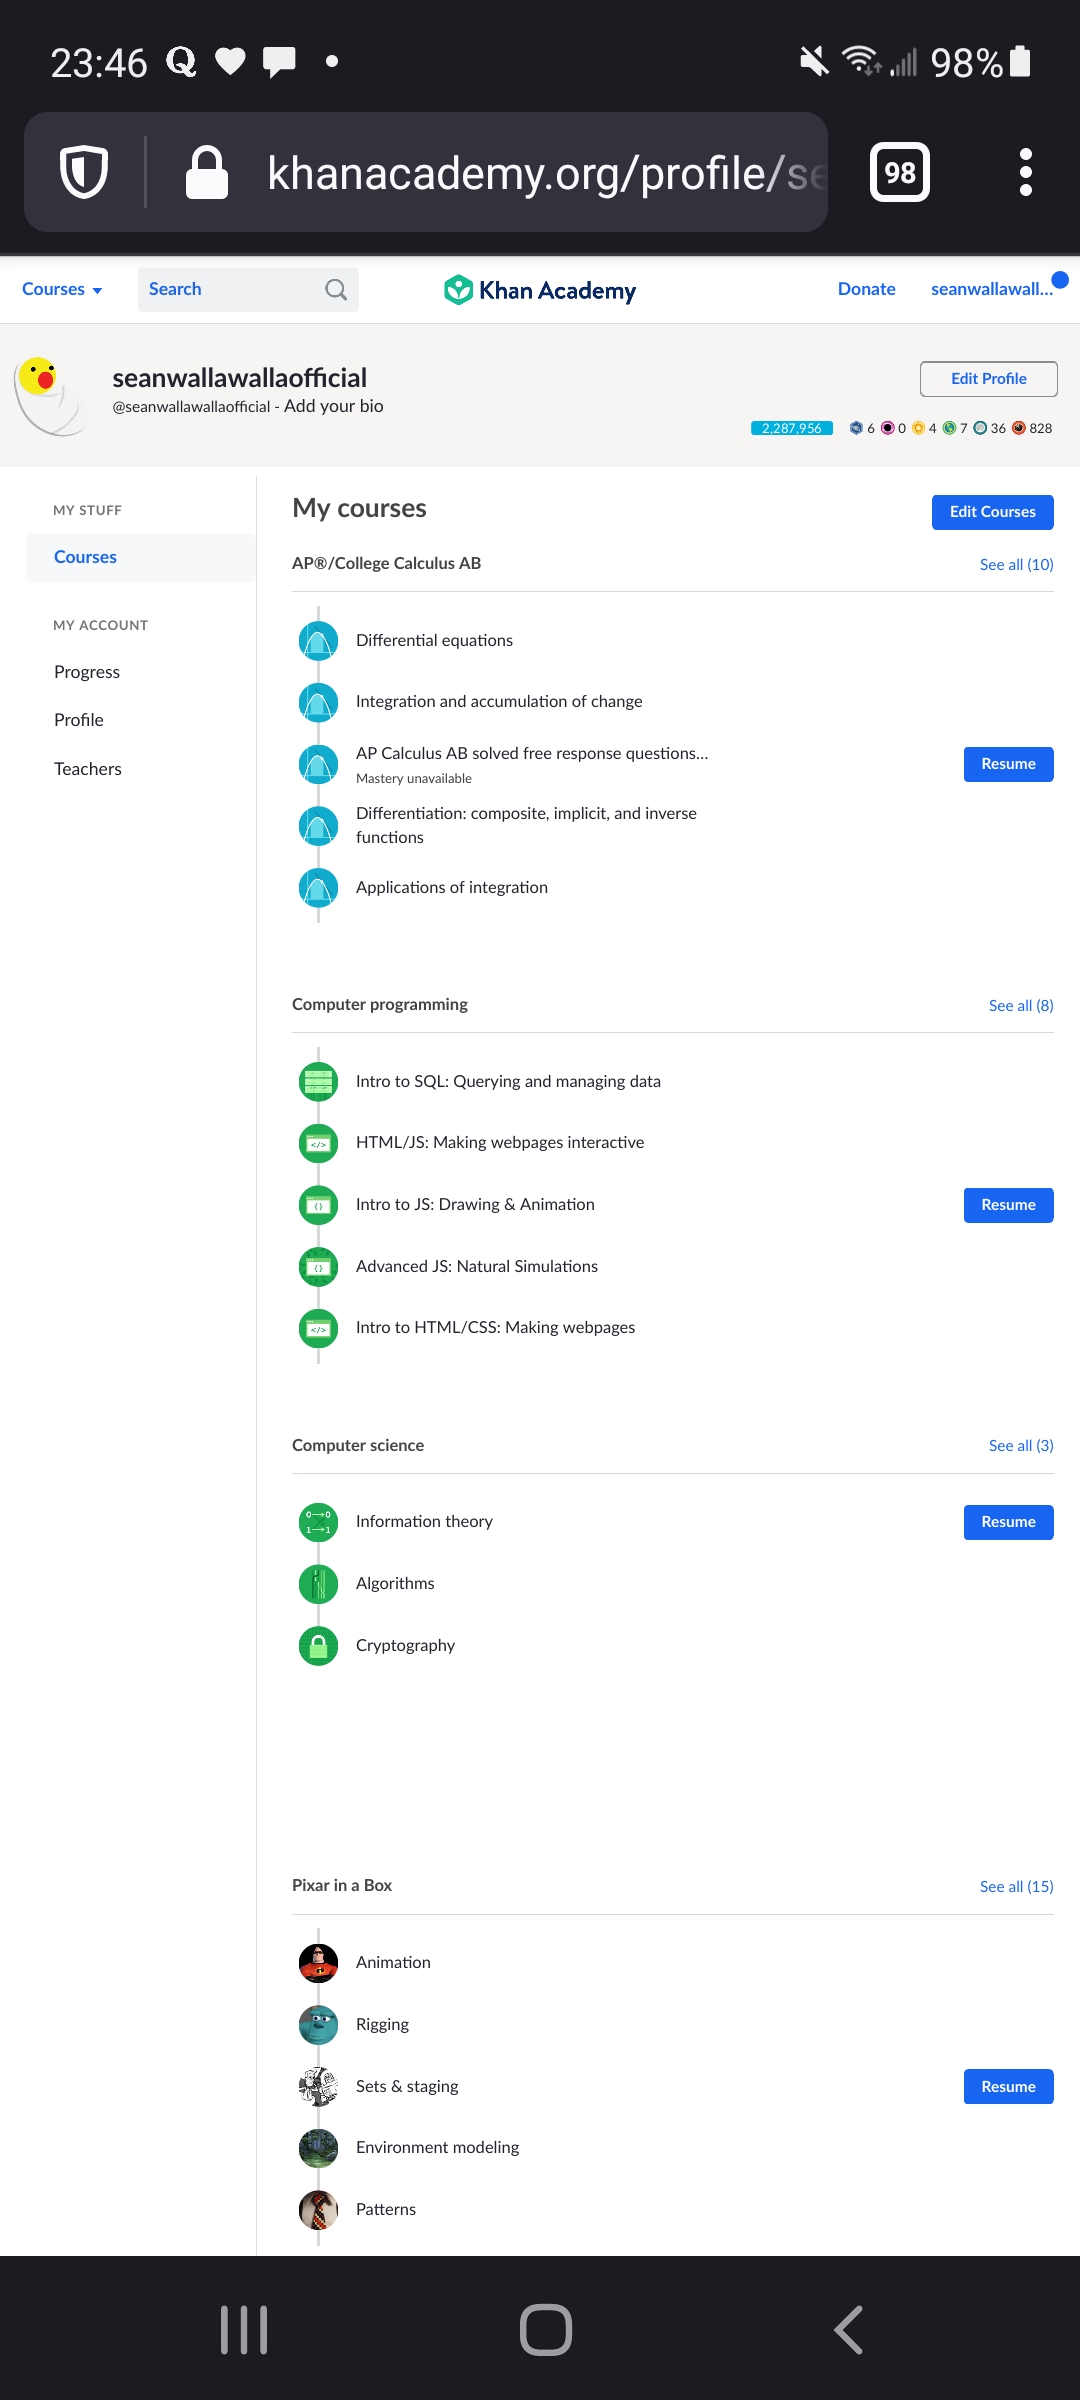 23:46
98%
khanacademy.org/profile/se
98
Courses
Search
Khan Academy
Donate
seanwallawall...
seanwallawallaofficial
@seanwallawallaofficial - Add your bio
Edit Profile
2,287,956 6 0 4 7 36 828
MY STUFF
Courses
MY ACCOUNT
Progress
Profile
Teachers
My courses
Edit Courses
AP®/College Calculus AB
See all (10)
Differential equations
Integration and accumulation of change
AP Calculus AB solved free response questions...
Mastery unavailable
Resume
Differentiation: composite, implicit, and inverse
functions
Applications of integration
Computer programming
See all (8)
Intro to SQL: Querying and managing data
HTML/JS: Making webpages interactive
Intro to JS: Drawing & Animation
Resume
Advanced JS: Natural Simulations
Intro to HTML/CSS: Making webpages
Computer science
See all (3)
Information theory
Resume
Algorithms
Cryptography
Pixar in a Box
See all (15)
Animation
Rigging
Sets & staging
Resume
Environment modeling
Patterns